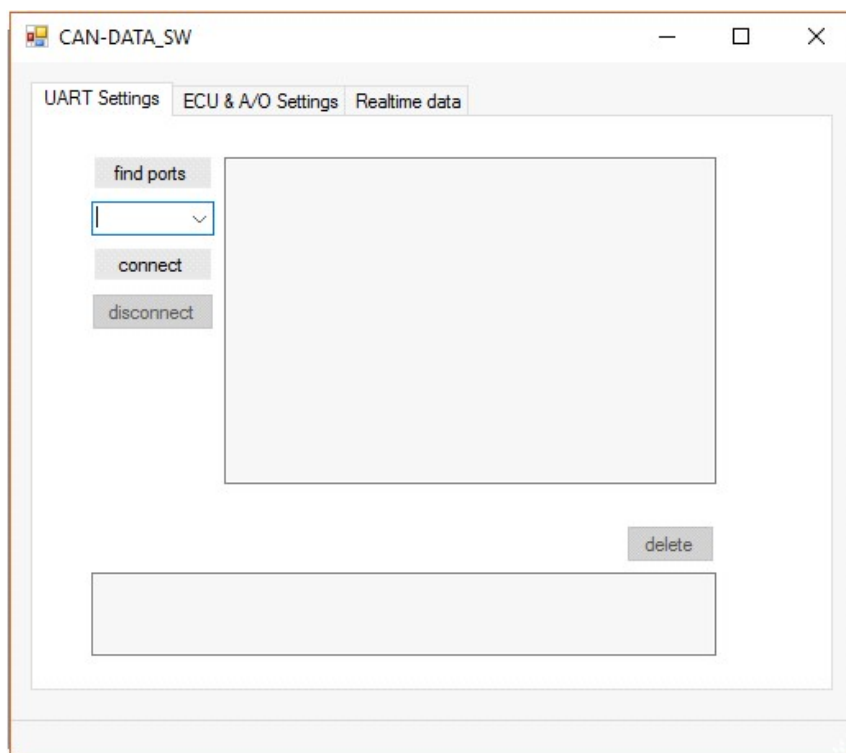 CAN-DATA_SW
UART Settings ECU & A/O Settings Realtime data
find ports
connect
disconnect
delete